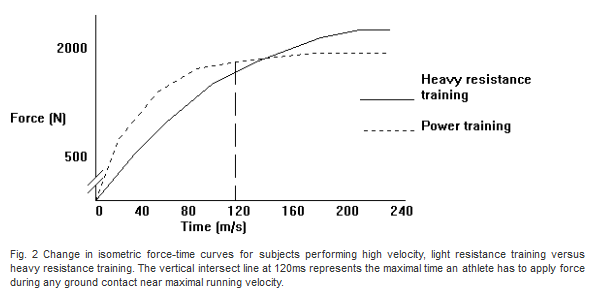 2000
Heavy resistance
training
Force (N)
Power training
500
0 40 80 120 160 200 240
Time (m/s)
Fig. 2 Change in isometric force-time curves for subjects performing high velocity, light resistance training versus
heavy resistance training. The vertical intersect line at 120ms represents the maximal time an athlete has to apply force
during any ground contact near maximal running velocity.